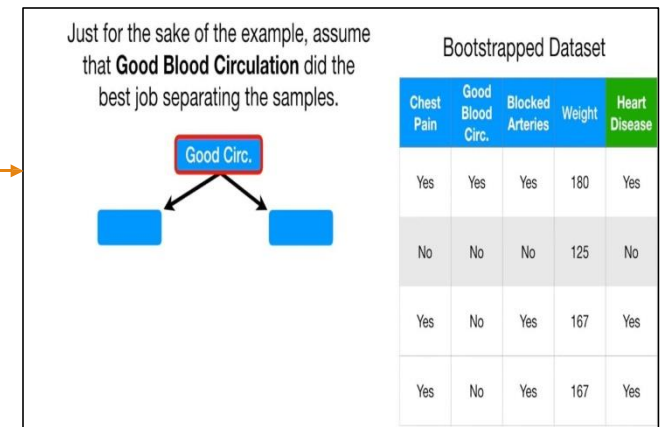 Just for the sake of the example, assume
that Good Blood Circulation did the
best job separating the samples.
Good Circ.
Bootstrapped Dataset
Chest Pain Good Blood Circ. Blocked Arteries Weight Heart Disease
Yes Yes Yes 180 Yes
No No No 125 No
Yes No Yes 167 Yes
Yes No Yes 167 Yes